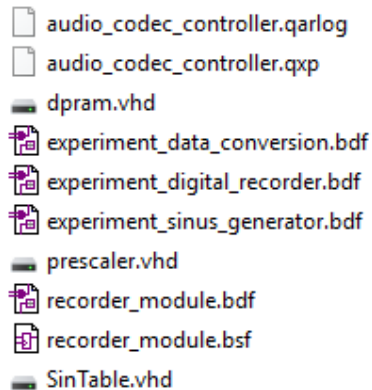 audio_codec_controller.qarlog
audio_codec_controller.qxp
dpram.vhd
experiment_data_conversion.bdf
experiment_digital_recorder.bdf
experiment_sinus_generator.bdf
prescaler.vhd
recorder_module.bdf
recorder_module.bsf
SinTable.vhd